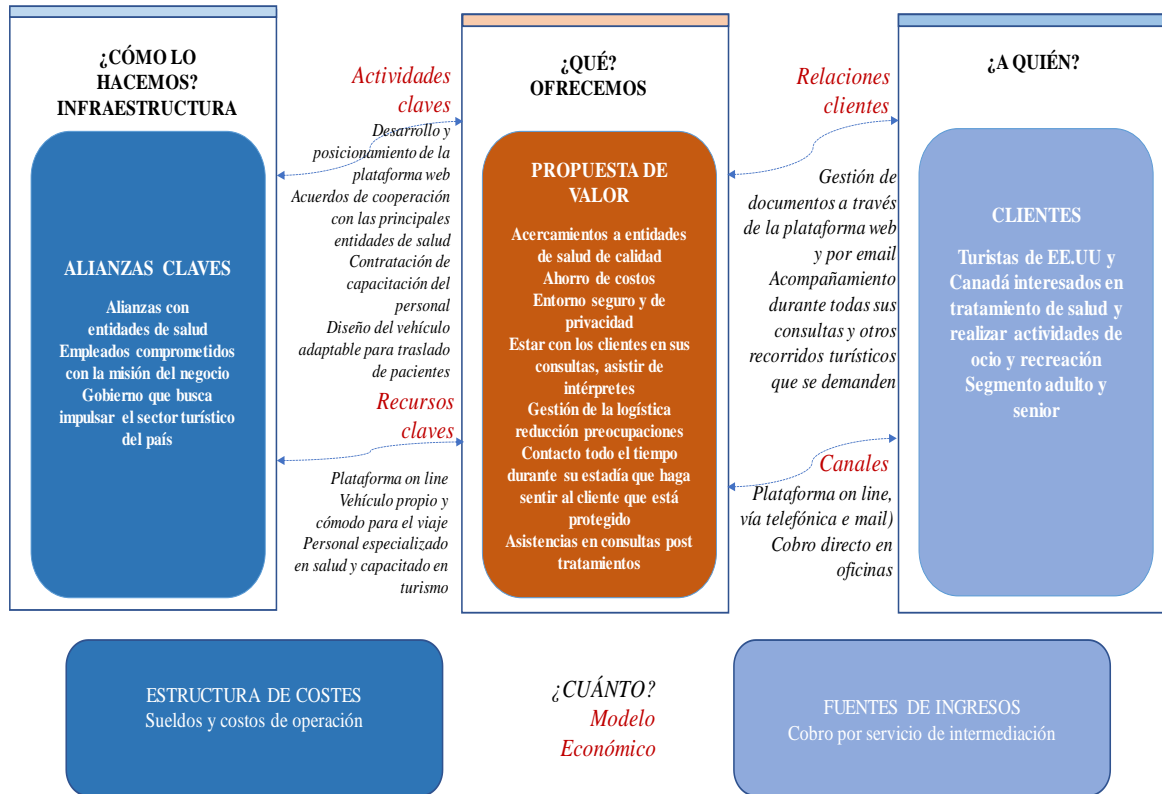 ¿CÓMO LO
HACEMOS?
INFRAESTRUCTURA
ALIANZAS CLAVES
Alianzas con
entidades de salud
Empleados comprometidos
con la misión del negocio
Gobierno que busca
impulsar el sector turístico
del país
Actividades
claves
Desarrollo y
posicionamiento de la
plataforma web
Acuerdos de cooperación
con las principales
entidades de salud
Contratación de
capacitación del
personal
Diseño del vehículo
adaptable para traslado
de pacientes
Recursos
claves
Plataforma on line
Vehículo propio y
cómodo para el viaje
Personal especializado
en salud y capacitado en
turismo
¿QUÉ?
OFRECEMOS
PROPUESTA DE
VALOR
Acercamientos a entidades
de salud de calidad
Ahorro de costos
Entorno seguro y de
privacidad
Estar con los clientes en sus
consultas, asistir de
intérpretes
Gestión de la logística
reducción preocupaciones
Contacto todo el tiempo
durante su estadía que haga
sentir al cliente que está
protegido
Asistencias en consultas post
tratamientos
Relaciones
clientes
Gestión de
documentos a través
de la plataforma web
y por email
Acompañamiento
durante todas sus
consultas y otros
recorridos turísticos
que se demanden
Canales
Plataforma on line,
vía telefónica e mail)
Cobro directo en
oficinas
¿A QUIÉN?
CLIENTES
Turistas de EE.UU y
Canadá interesados en
tratamiento de salud y
realizar actividades de
ocio y recreación
Segmento adulto y
senior
ESTRUCTURA DE COSTES
Sueldos y costos de operación
¿CUÁNTO?
Modelo
Económico
FUENTES DE INGRESOS
Cobro por servicio de intermediación